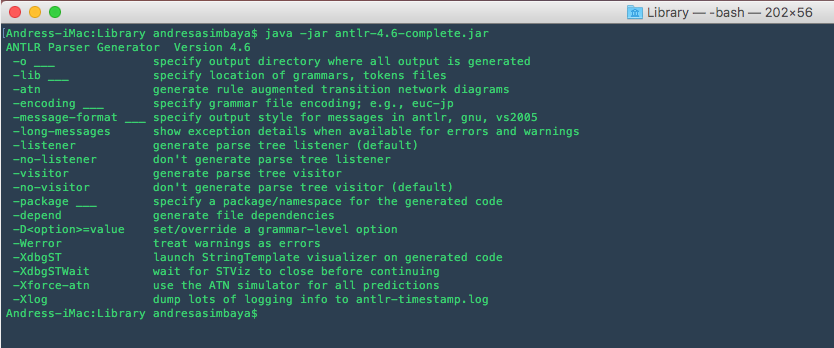 Library — -bash — 202×56
[Andress-iMac:Library andresasimbaya$ java -jar antlr-4.6-complete.jar
ANTLR Parser Generator  Version 4.6
 -o ___              specify output directory where all output is generated
 -lib ___            specify location of grammars, tokens files
 -atn                generate rule augmented transition network diagrams
 -encoding ___       specify grammar file encoding; e.g., euc-jp
 -message-format ___ specify output style for messages in antlr, gnu, vs2005
 -long-messages      show exception details when available for errors and warnings
 -listener           generate parse tree listener (default)
 -no-listener        don't generate parse tree listener
 -visitor            generate parse tree visitor
 -no-visitor         don't generate parse tree visitor (default)
 -package ___        specify a package/namespace for the generated code
 -depend             generate file dependencies
 -D<option>=value    set/override a grammar-level option
 -Werror             treat warnings as errors
 -XdbgST             launch StringTemplate visualizer on generated code
 -XdbgSTWait         wait for STViz to close before continuing
 -Xforce-atn         use the ATN simulator for all predictions
 -Xlog               dump lots of logging info to antlr-timestamp.log
Andress-iMac:Library andresasimbaya$